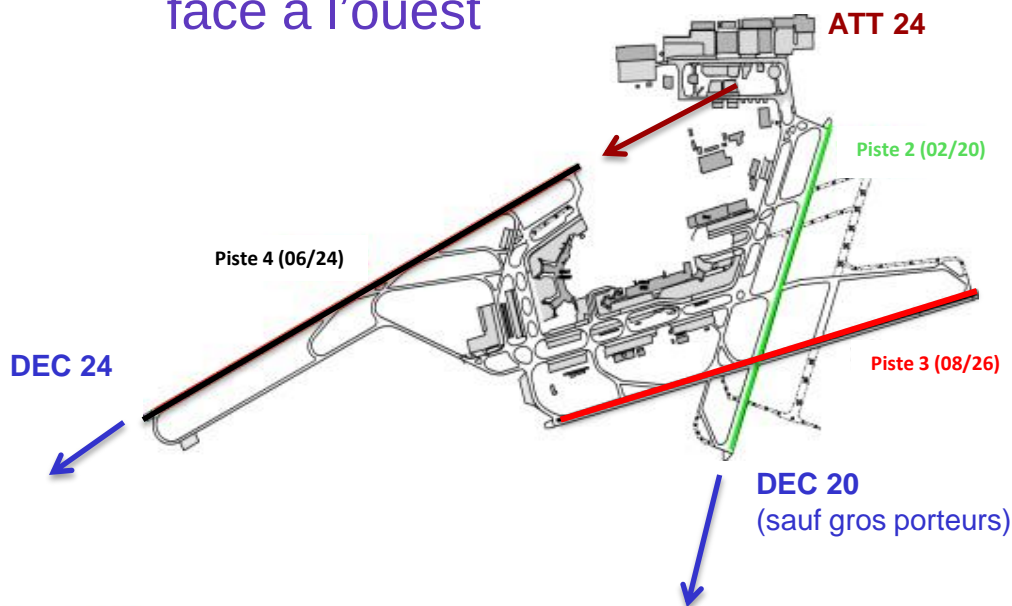 face à l'ouest
ATT 24
Piste 2 (02/20)
Piste 4 (06/24)
DEC 24
Piste 3 (08/26)
DEC 20
(sauf gros porteurs)